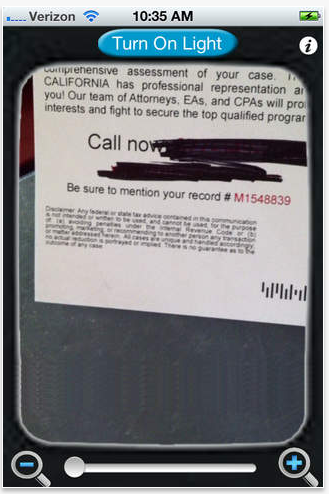 Verizon 10:35 AM
Turn On Light
comprehensive assessment of your case.
CALIFORNIA has professional representation
you! Our team of Attorneys, EAs, and CPAs will
interests and fight to secure the top qualified
Call now
Be sure to mention your record # M1548839
Disclaimer: Any federal or state tax advice contained in this communication
is not intended or written to be used, and cannot be used, for the purpose
of (a) avoiding penalties under the Internal Revenue Code or (b)
promoting, marketing, or recommending to another person any transaction
or matter addressed herein. All cases are unique and handled accordingly,
no actual reduction is portrayed or implied. There is no guarantee as to the
outcome of any case